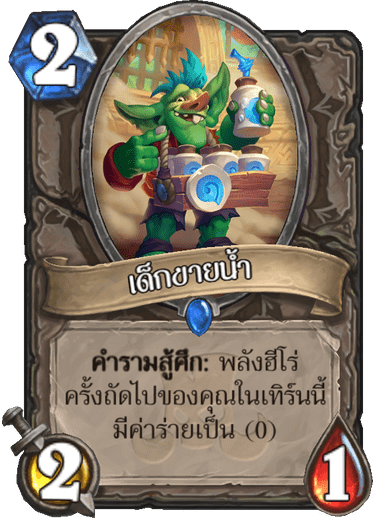 2
เด็กขายน้ำ
คำรามสู้ศึก: พลังฮีโร่
ครั้งถัดไปของคุณในเทิร์นนี้
มีค่าร่ายเป็น (0)
2
1